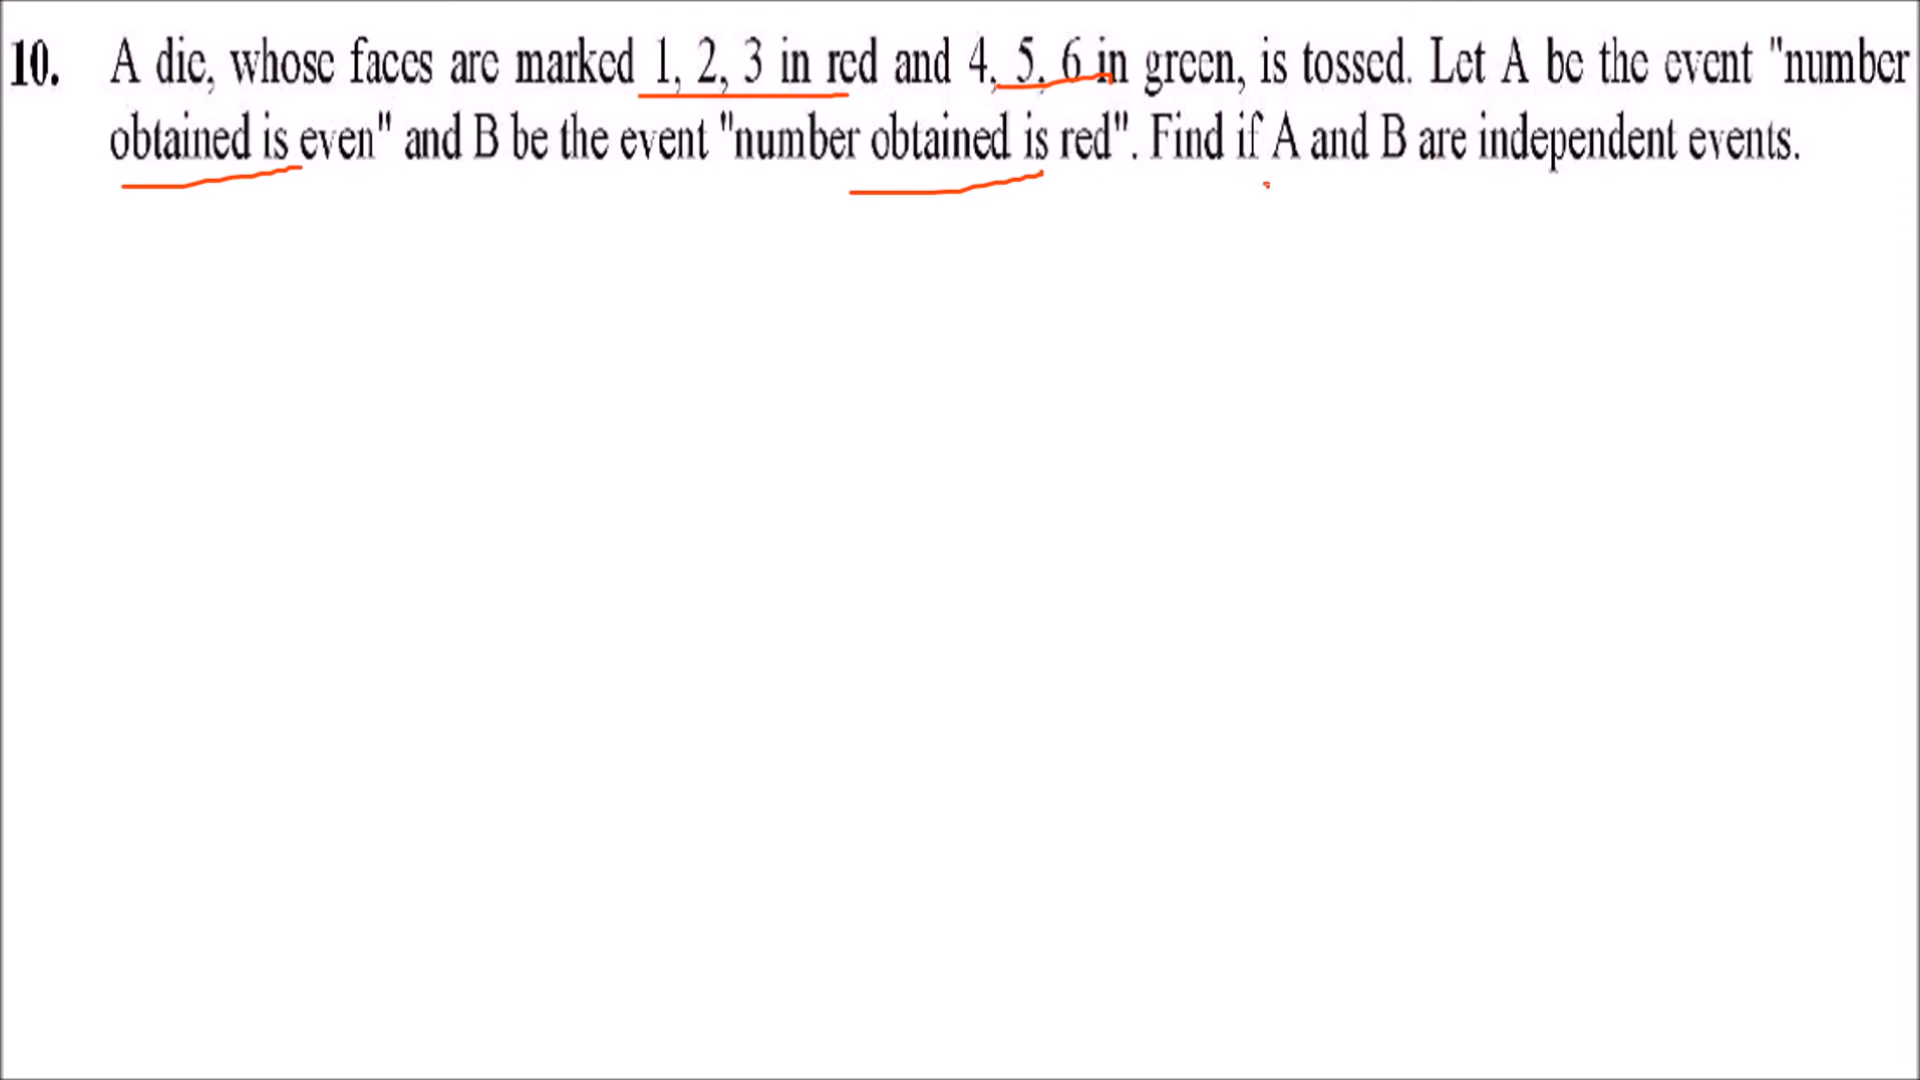 10. A die, whose faces are marked 1, 2, 3 in red and 4, 5, 6 in green, is tossed. Let A be the event "number
obtained is even" and B be the event "number obtained is red". Find if A and B are independent events.